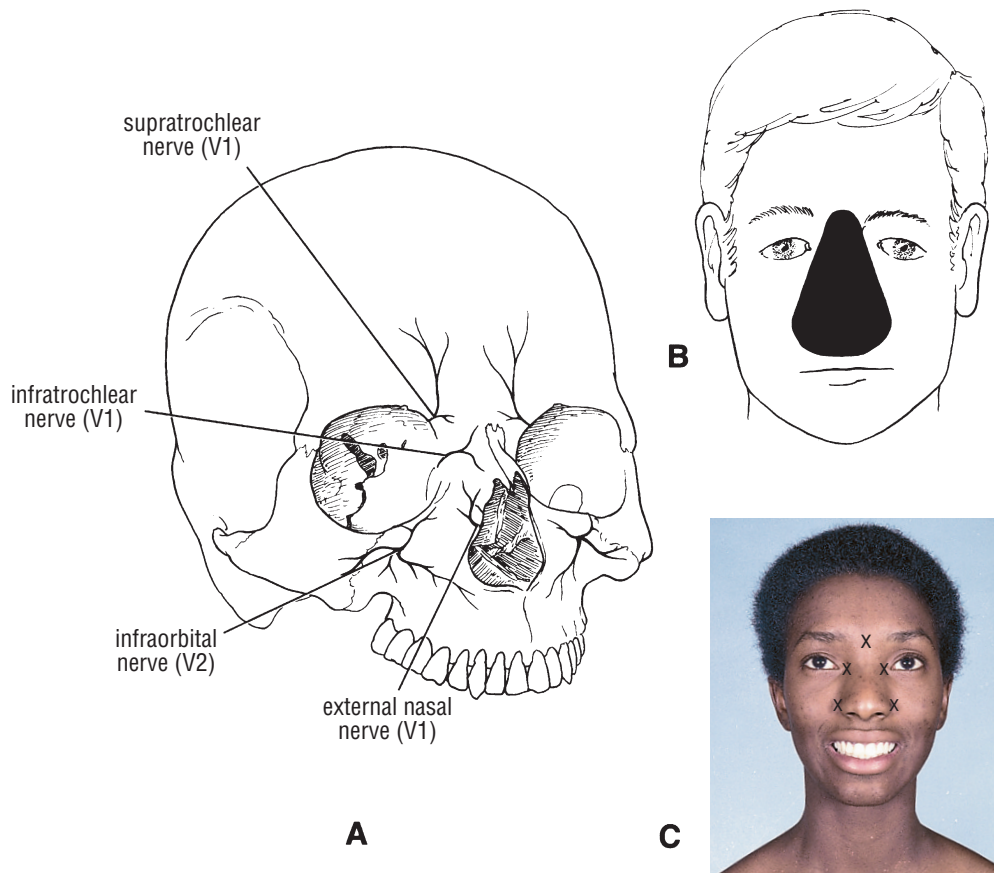 supratrochlear
nerve (V1)
infratrochlear
nerve (V1)
infraorbital
nerve (V2)
external nasal
nerve (V1)
A
B
C
X
X X
X X